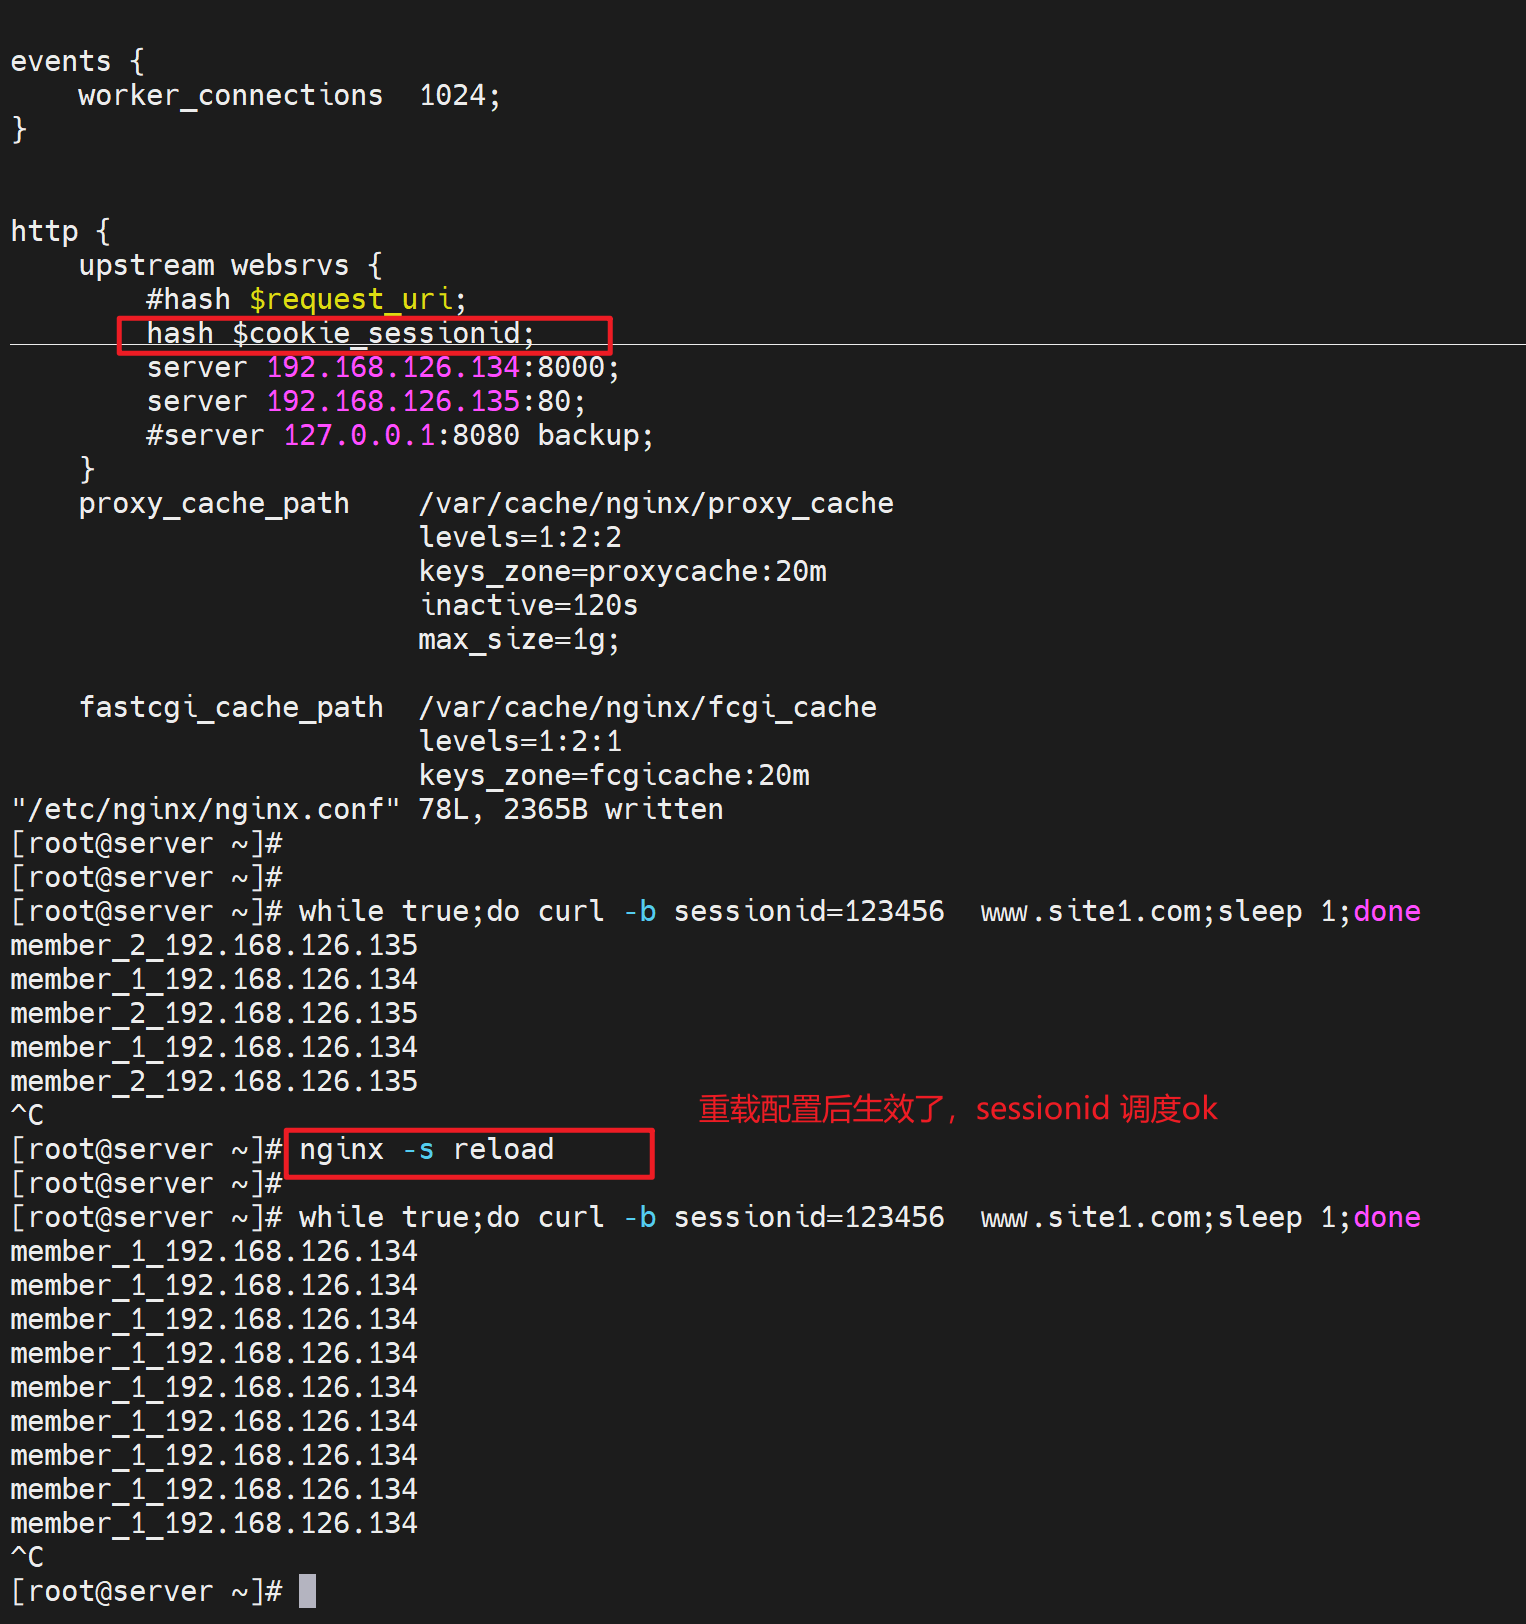 events {
    worker_connections  1024;
}
http {
    upstream websrvs {
        #hash $request_uri;
        hash $cookie_sessionid;
        server 192.168.126.134:8000;
        server 192.168.126.135:80;
        #server 127.0.0.1:8080 backup;
    }
    proxy_cache_path    /var/cache/nginx/proxy_cache
                        levels=1:2:2
                        keys_zone=proxycache:20m
                        inactive=120s
                        max_size=1g;
    fastcgi_cache_path  /var/cache/nginx/fcgi_cache
                        levels=1:2:1
                        keys_zone=fcgicache:20m
"/etc/nginx/nginx.conf" 78L, 2365B written
[root@server ~]#
[root@server ~]#
[root@server ~]# while true;do curl -b sessionid=123456  www.site1.com;sleep 1;done
member_2_192.168.126.135
member_1_192.168.126.134
member_2_192.168.126.135
member_1_192.168.126.134
member_2_192.168.126.135
^C
重载配置后生效了，sessionid 调度ok
[root@server ~]# nginx -s reload
[root@server ~]#
[root@server ~]# while true;do curl -b sessionid=123456  www.site1.com;sleep 1;done
member_1_192.168.126.134
member_1_192.168.126.134
member_1_192.168.126.134
member_1_192.168.126.134
member_1_192.168.126.134
member_1_192.168.126.134
member_1_192.168.126.134
member_1_192.168.126.134
member_1_192.168.126.134
^C
[root@server ~]#